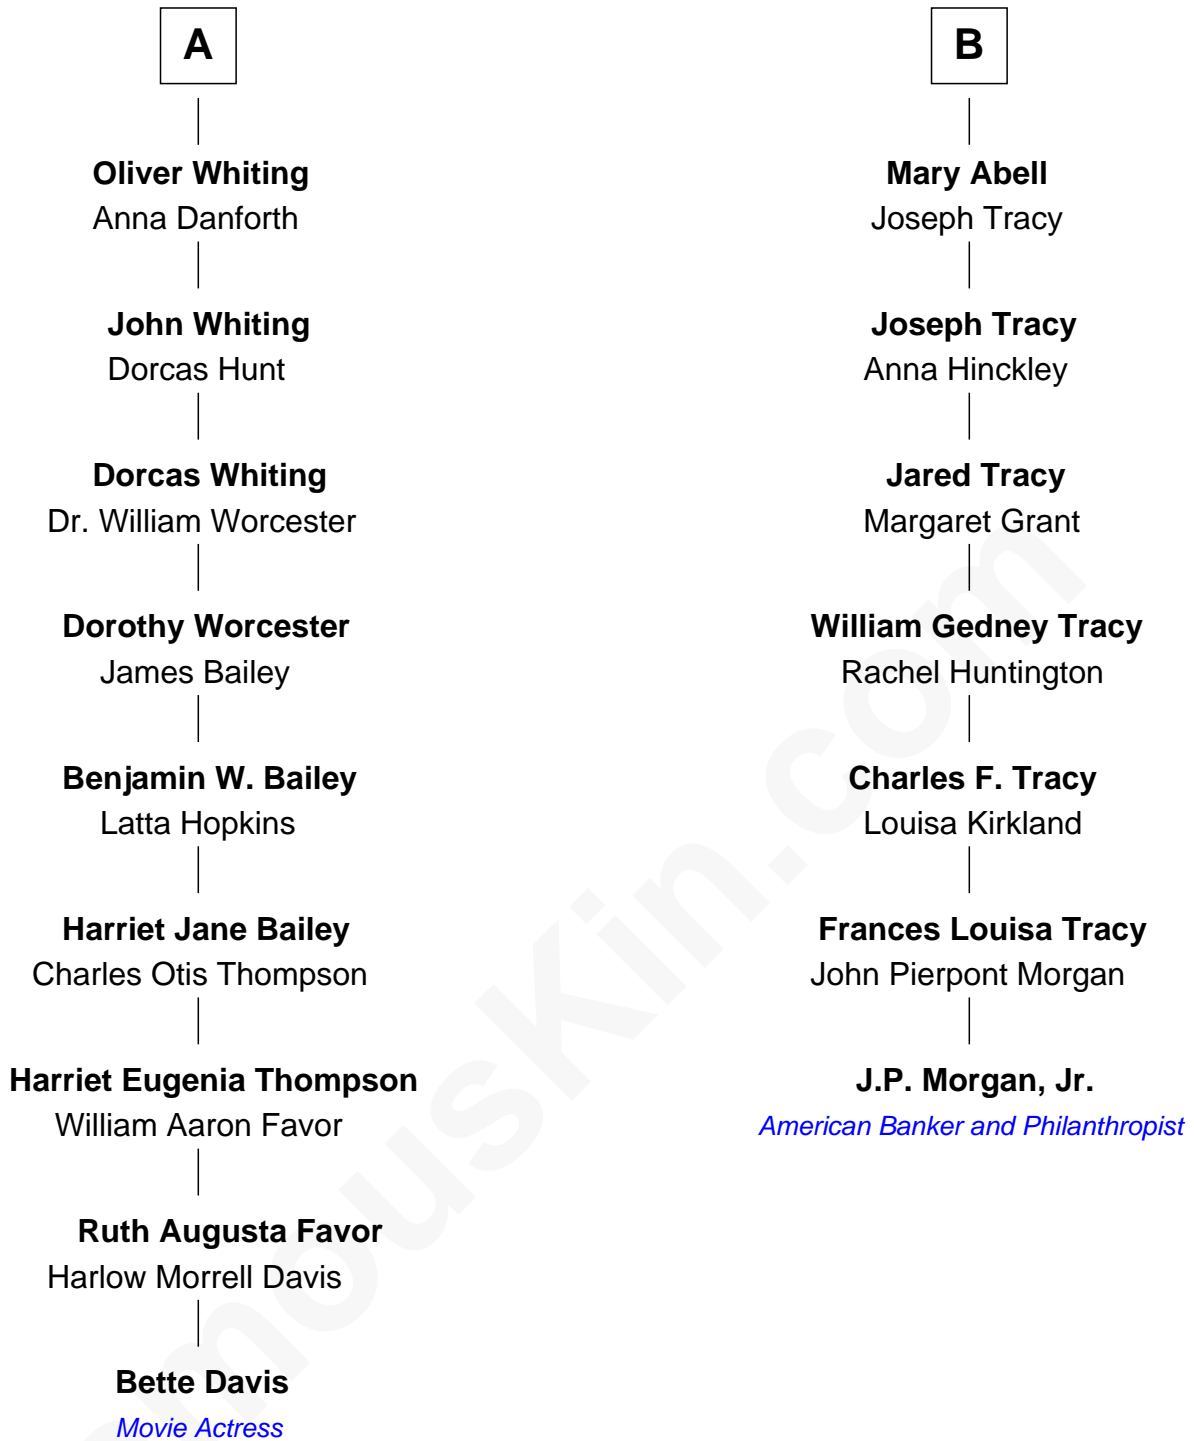 A
Oliver Whiting
Anna Danforth
John Whiting
Dorcas Hunt
Dorcas Whiting
Dr. William Worcester
Dorothy Worcester
James Bailey
Benjamin W. Bailey
Latta Hopkins
Harriet Jane Bailey
Charles Otis Thompson
Harriet Eugenia Thompson
William Aaron Favor
Ruth Augusta Favor
Harlow Morrell Davis
Bette Davis
Movie Actress
B
Mary Abell
Joseph Tracy
Joseph Tracy
Anna Hinckley
Jared Tracy
Margaret Grant
William Gedney Tracy
Rachel Huntington
Charles F. Tracy
Louisa Kirkland
Frances Louisa Tracy
John Pierpont Morgan
J.P. Morgan, Jr.
American Banker and Philanthropist
mousKin.com